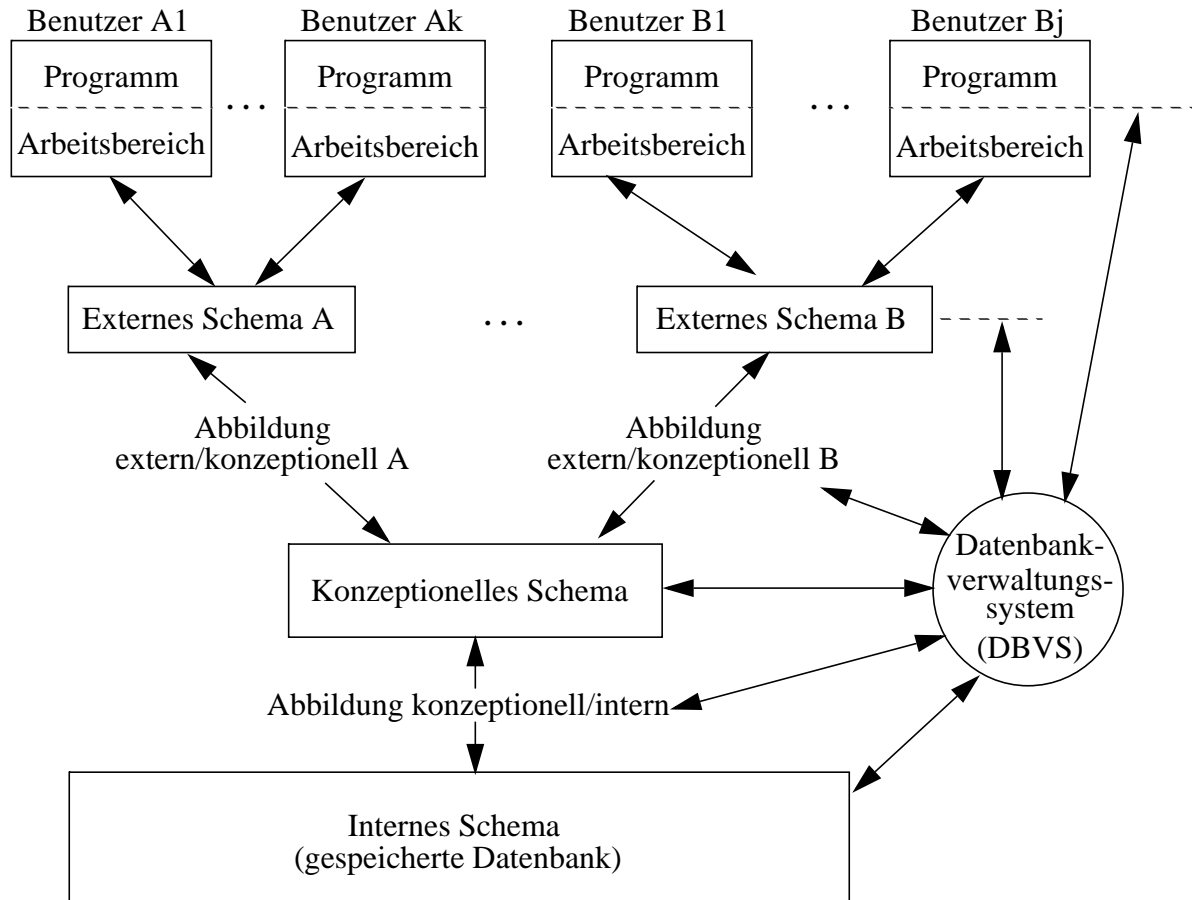 Benutzer A1 Benutzer Ak Benutzer B1 Benutzer Bj
Programm Programm Programm Programm
... ...
Arbeitsbereich Arbeitsbereich Arbeitsbereich Arbeitsbereich
Externes Schema A ... Externes Schema B
Abbildung
extern/konzeptionell A
Abbildung
extern/konzeptionell B
Konzeptionelles Schema
Datenbank-
verwaltungs-
system
(DBVS)
Abbildung konzeptionell/intern
Internes Schema
(gespeicherte Datenbank)